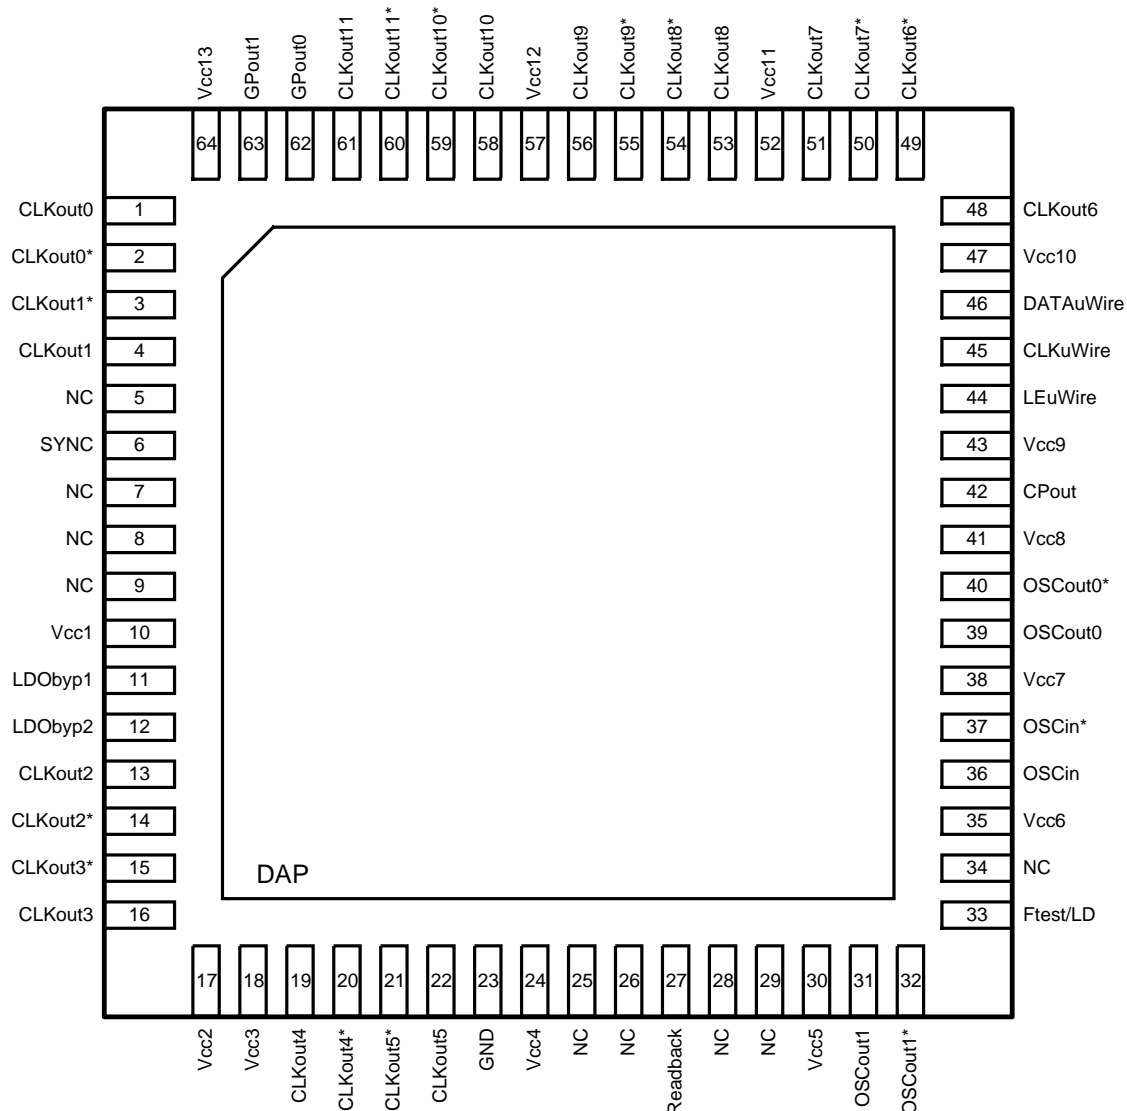 Vcc13
GPout1
GPout0
CLKout11
CLKout11*
CLKout10*
CLKout10
Vcc12
CLKout9
CLKout9*
CLKout8*
CLKout8
Vcc11
CLKout7
CLKout7*
CLKout6*
64 63 62 61 60 59 58 57 56 55 54 53 52 51 50 49
CLKout0 1 48 CLKout6
CLKout0* 2 47 Vcc10
CLKout1* 3 46 DATAuWire
CLKout1 4 45 CLKuWire
NC 5 44 LEuWire
SYNC 6 43 Vcc9
NC 7 42 CPout
NC 8 41 Vcc8
NC 9 40 OSCout0*
Vcc1 10 39 OSCout0
LDObyp1 11 38 Vcc7
LDObyp2 12 37 OSCin*
CLKout2 13 36 OSCin
CLKout2* 14 35 Vcc6
CLKout3* 15 34 NC
DAP
CLKout3 16 33 Ftest/LD
17 18 19 20 21 22 23 24 25 26 27 28 29 30 31 32
Vcc2
Vcc3
CLKout4
CLKout4*
CLKout5*
CLKout5
GND
Vcc4
NC
NC
Readback
NC
NC
Vcc5
OSCout1
OSCout1*